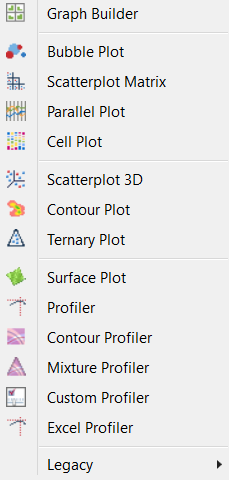 Graph Builder
Bubble Plot
Scatterplot Matrix
Parallel Plot
Cell Plot
Scatterplot 3D
Contour Plot
Ternary Plot
Surface Plot
Profiler
Contour Profiler
Mixture Profiler
Custom Profiler
Excel Profiler
Legacy